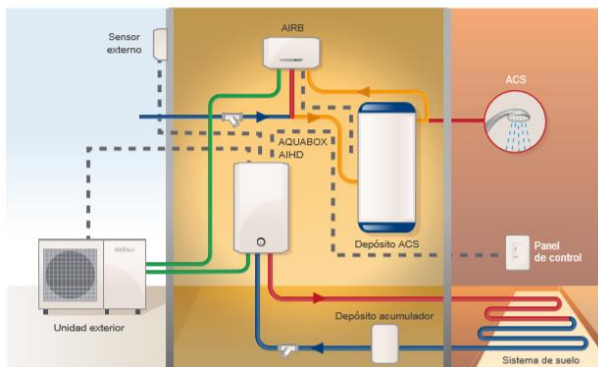 Sensor
externo
AIRB
ACS
AQUABOX
AIHD
Depósito ACS
Panel
de control
Unidad exterior
Depósito acumulador
Sistema de suelo